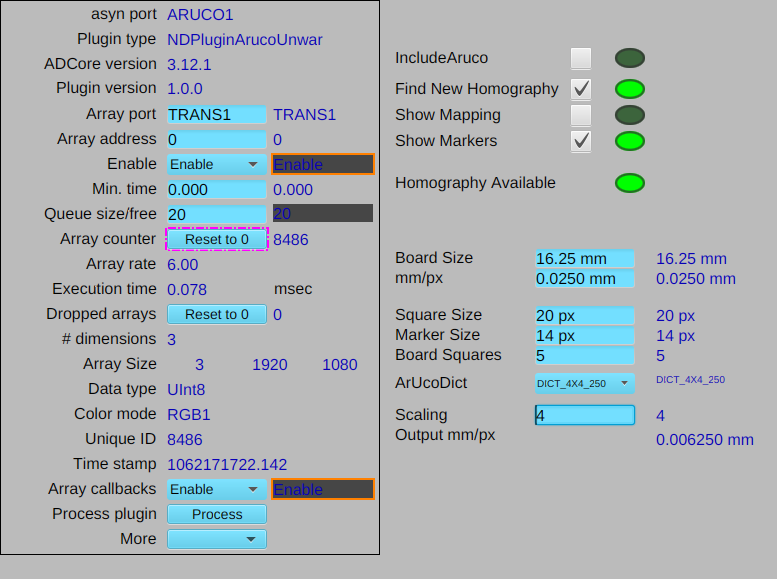 asyn port ARUCO1
Plugin type NDPluginArucoUnwar
ADCore version 3.12.1
Plugin version 1.0.0
Array port TRANS1 TRANS1
Array address 0 0
Enable Enable Enable
Min. time 0.000 0.000
Queue size/free 20 20
Array counter Reset to 0 8486
Array rate 6.00
Execution time 0.078 msec
Dropped arrays Reset to 0 0
# dimensions 3
Array Size 3 1920 1080
Data type UInt8
Color mode RGB1
Unique ID 8486
Time stamp 1062171722.142
Array callbacks Enable Enable
Process plugin Process
More
IncludeAruco
Find New Homography
Show Mapping
Show Markers
Homography Available
Board Size 16.25 mm 16.25 mm
mm/px 0.0250 mm 0.0250 mm
Square Size 20 px 20 px
Marker Size 14 px 14 px
Board Squares 5 5
ArUcoDict DICT_4X4_250 DICT_4X4_250
Scaling 4 4
Output mm/px 0.006250 mm